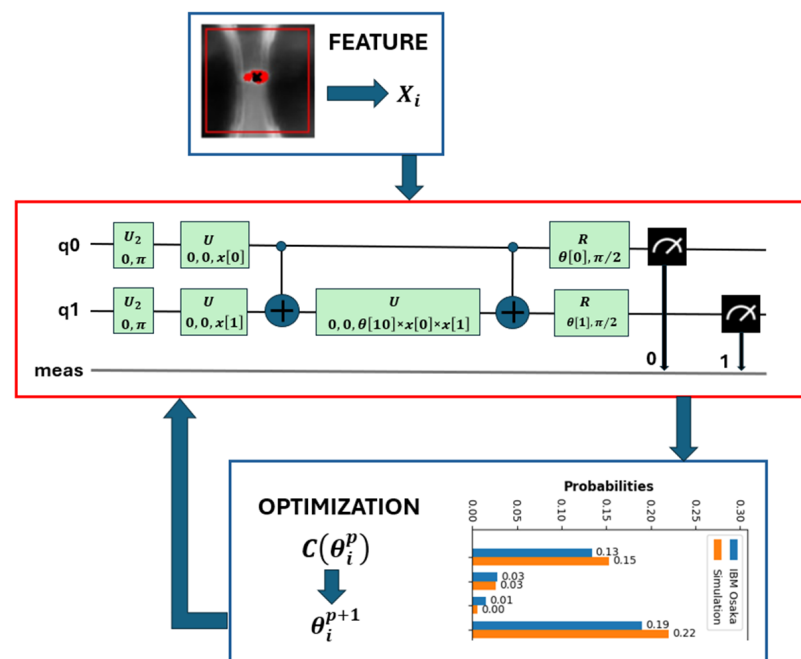 FEATURE
X_i
q0
U_2
0, π
U
0, 0, x[0]
R
θ[0], π/2
q1
U_2
0, π
U
0, 0, x[1]
U
0, 0, θ[10]×x[0]×x[1]
R
θ[1], π/2
meas
0
1
OPTIMIZATION
C(θ_i^p)
θ_i^{p+1}
Probabilities
0.00
0.05
0.10
0.15
0.20
0.25
0.30
IBM Osaka
Simulation
0.13
0.15
0.03
0.03
0.01
0.00
0.19
0.22